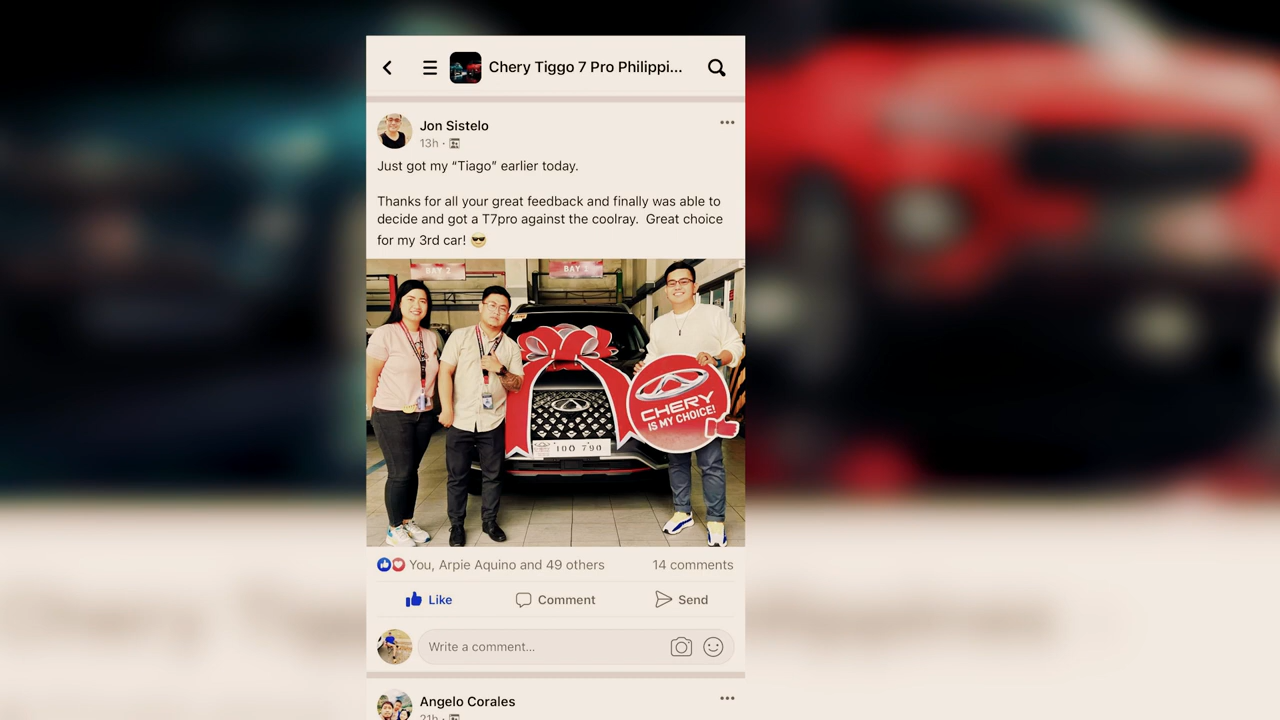 Chery Tiggo 7 Pro Philippi...
Jon Sistelo
13h ·
Just got my “Tiago” earlier today.
Thanks for all your great feedback and finally was able to
decide and got a T7pro against the coolray. Great choice
for my 3rd car! 😎
BAY 2
BAY
CHERY
IS MY CHOICE!
You, Arpie Aquino and 49 others
14 comments
Like
Comment
Send
Write a comment...
Angelo Corales
21h ·